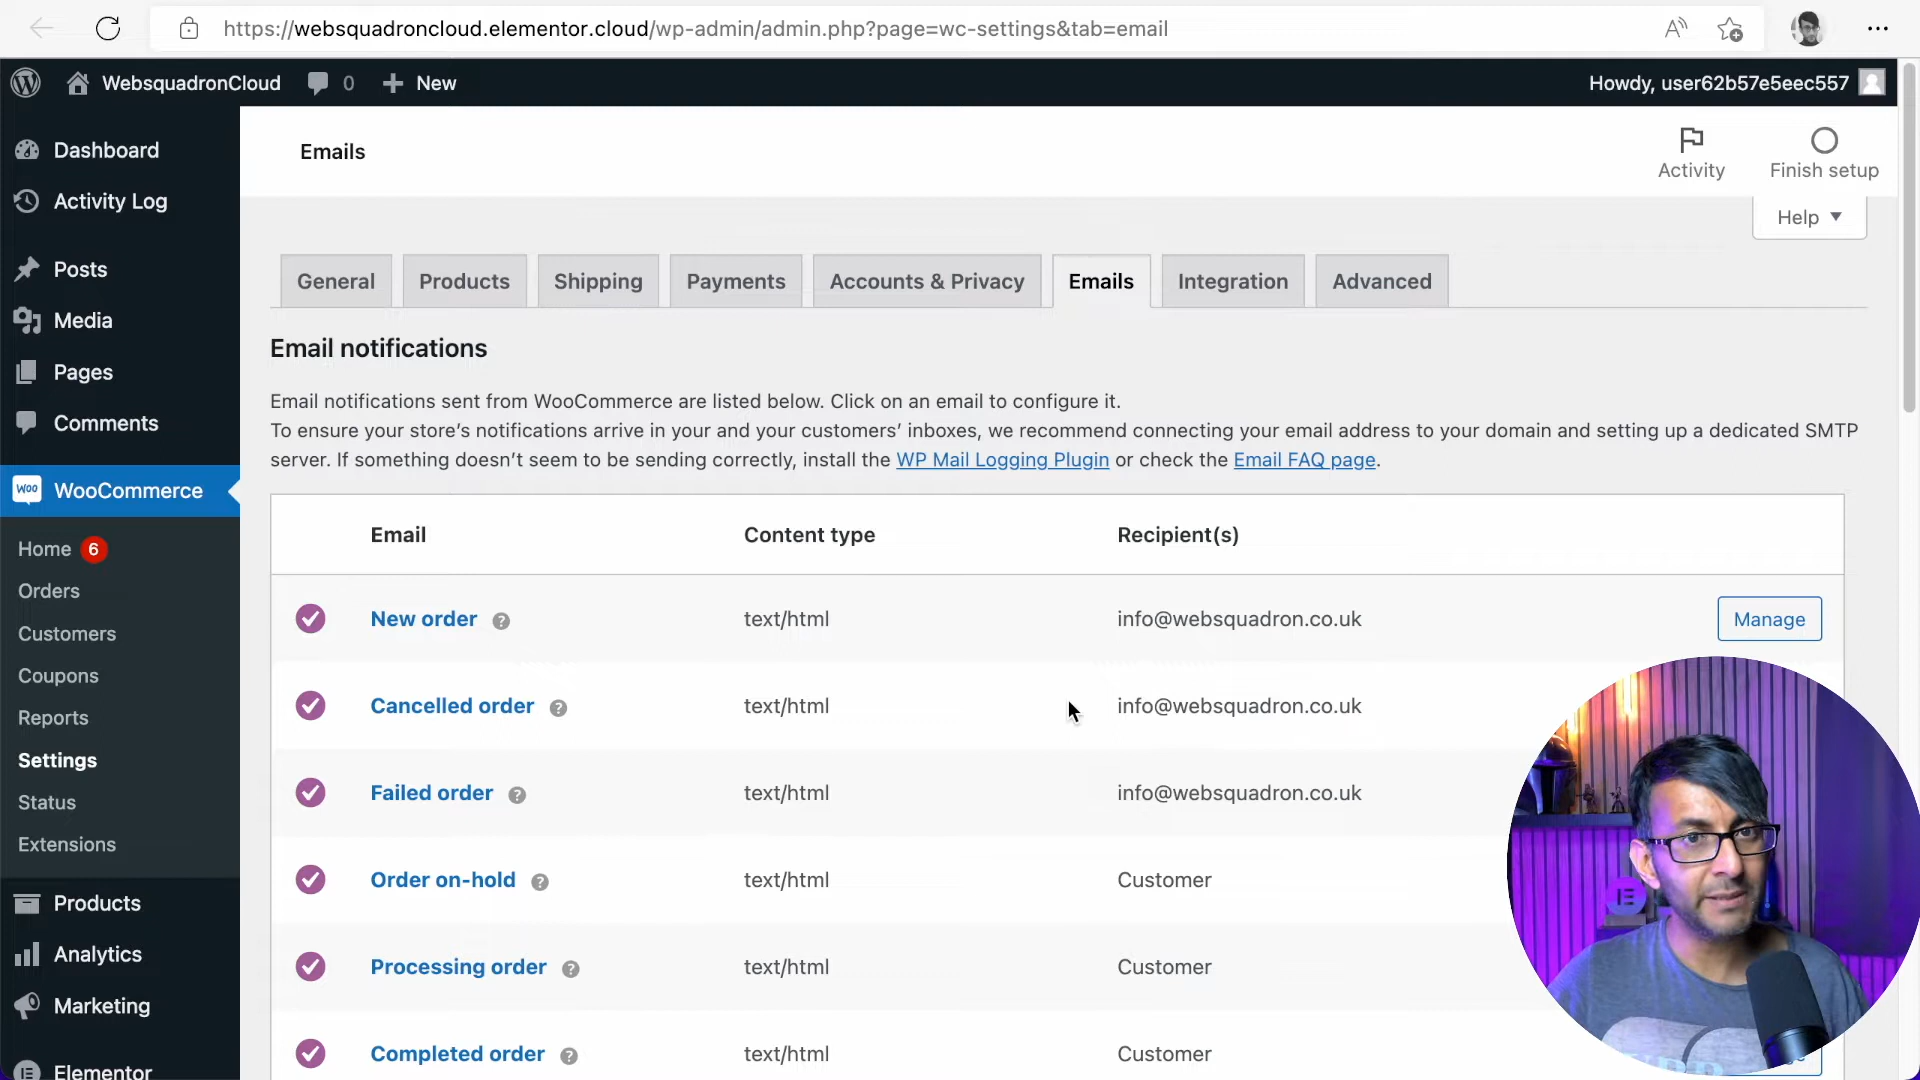 https://websquadroncloud.elementor.cloud/wp-admin/admin.php?page=wc-settings&tab=email
WebsquadronCloud 0 New Howdy, user62b57e5eec557
Dashboard
Activity Log
Posts
Media
Pages
Comments
WooCommerce
Home 6
Orders
Customers
Coupons
Reports
Settings
Status
Extensions
Products
Analytics
Marketing
Elementor
Emails
Activity
Finish setup
Help
General Products Shipping Payments Accounts & Privacy Emails Integration Advanced
Email notifications
Email notifications sent from WooCommerce are listed below. Click on an email to configure it.
To ensure your store's notifications arrive in your and your customers' inboxes, we recommend connecting your email address to your domain and setting up a dedicated SMTP
server. If something doesn't seem to be sending correctly, install the WP Mail Logging Plugin or check the Email FAQ page.
Email Content type Recipient(s)
New order text/html info@websquadron.co.uk Manage
Cancelled order text/html info@websquadron.co.uk
Failed order text/html info@websquadron.co.uk
Order on-hold text/html Customer
Processing order text/html Customer
Completed order text/html Customer